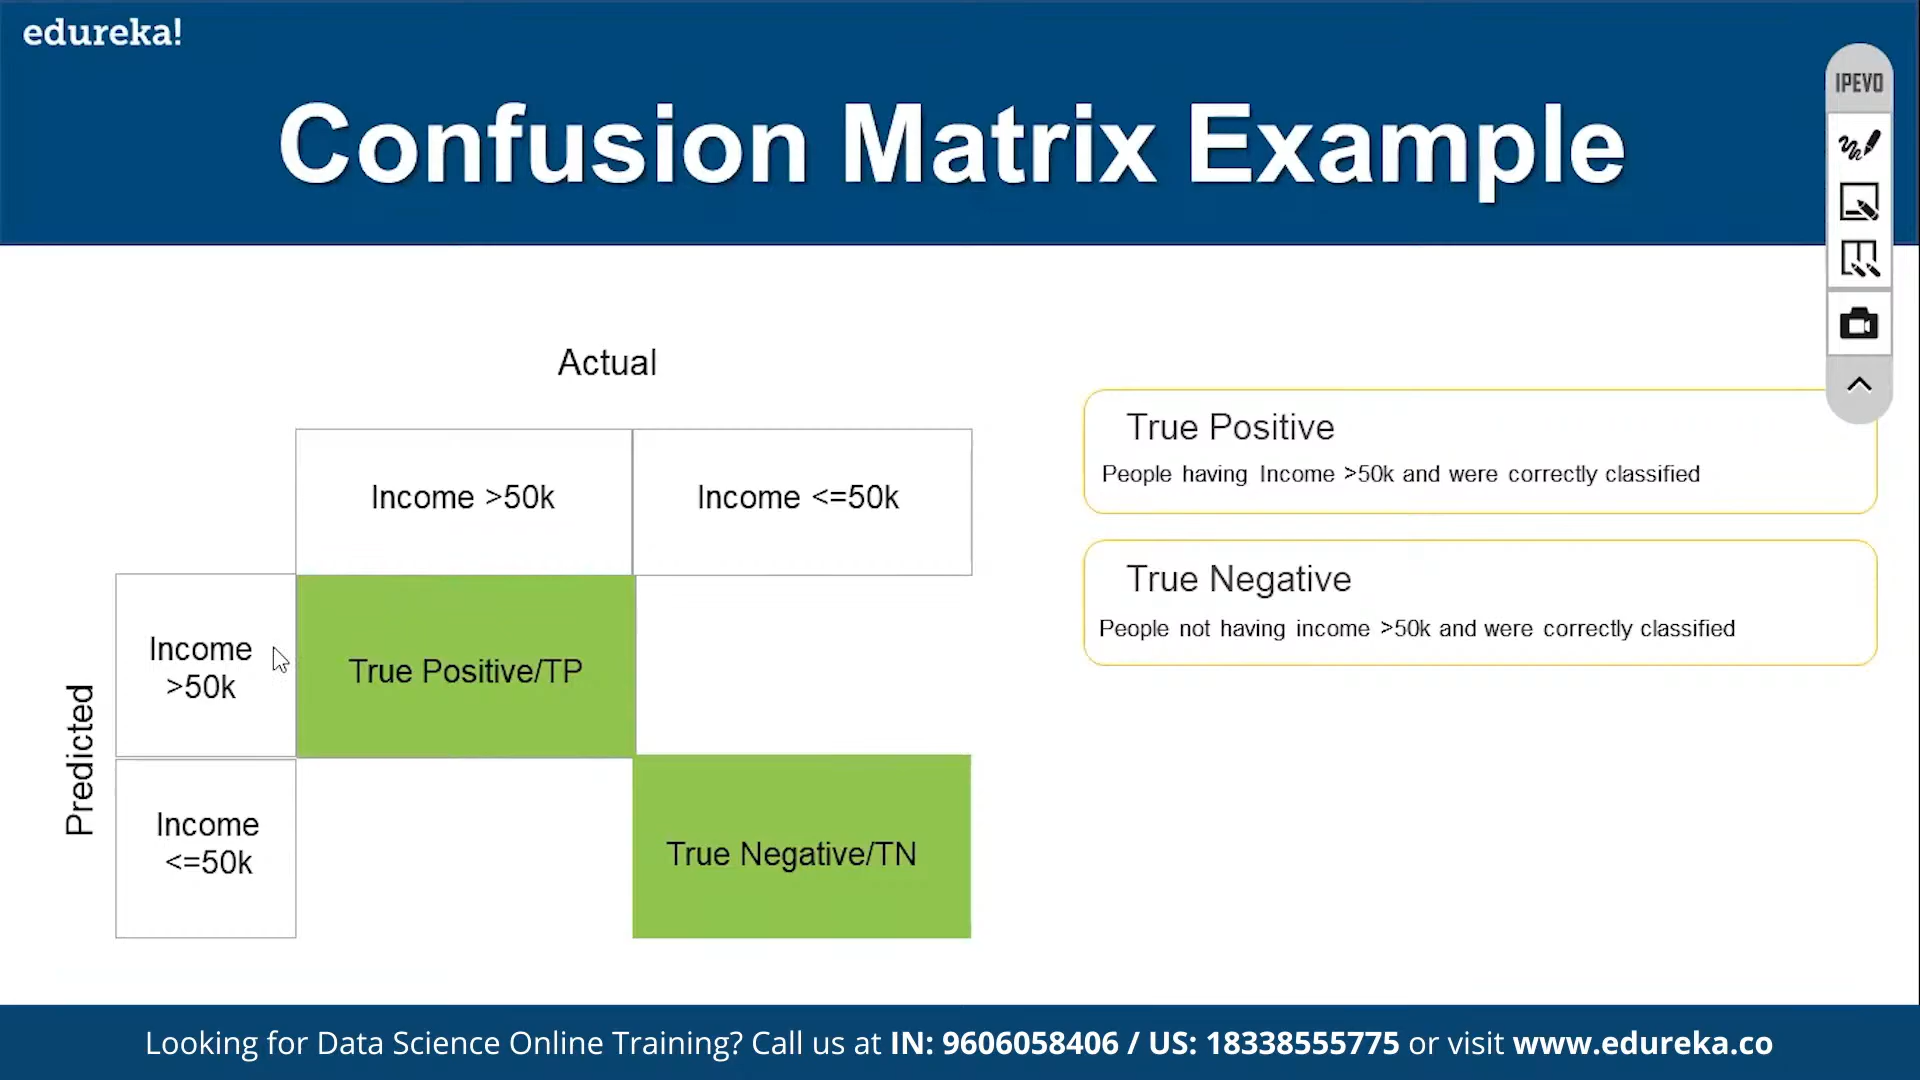 edureka!
IPEVO
Confusion Matrix Example
Actual
Income >50k
Income <=50k
Predicted
Income
>50k
True Positive/TP
Income
<=50k
True Negative/TN
True Positive
People having Income >50k and were correctly classified
True Negative
People not having income >50k and were correctly classified
Looking for Data Science Online Training? Call us at IN: 9606058406 / US: 18338555775 or visit www.edureka.co